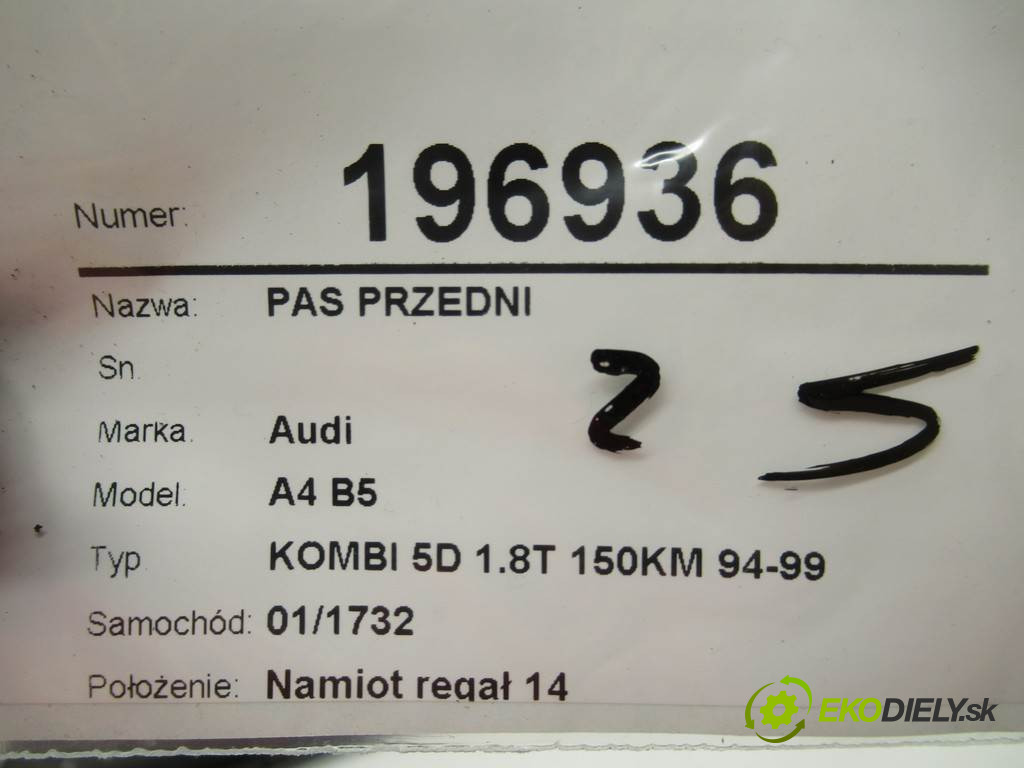 Numer: 196936
Nazwa: PAS PRZEDNI
Sn.
Marka. Audi
Model: A4 B5
Typ KOMBI 5D 1.8T 150KM 94-99
Samochód: 01/1732
Położenie: Namiot regał 14
2 5
EKODIELY.sk